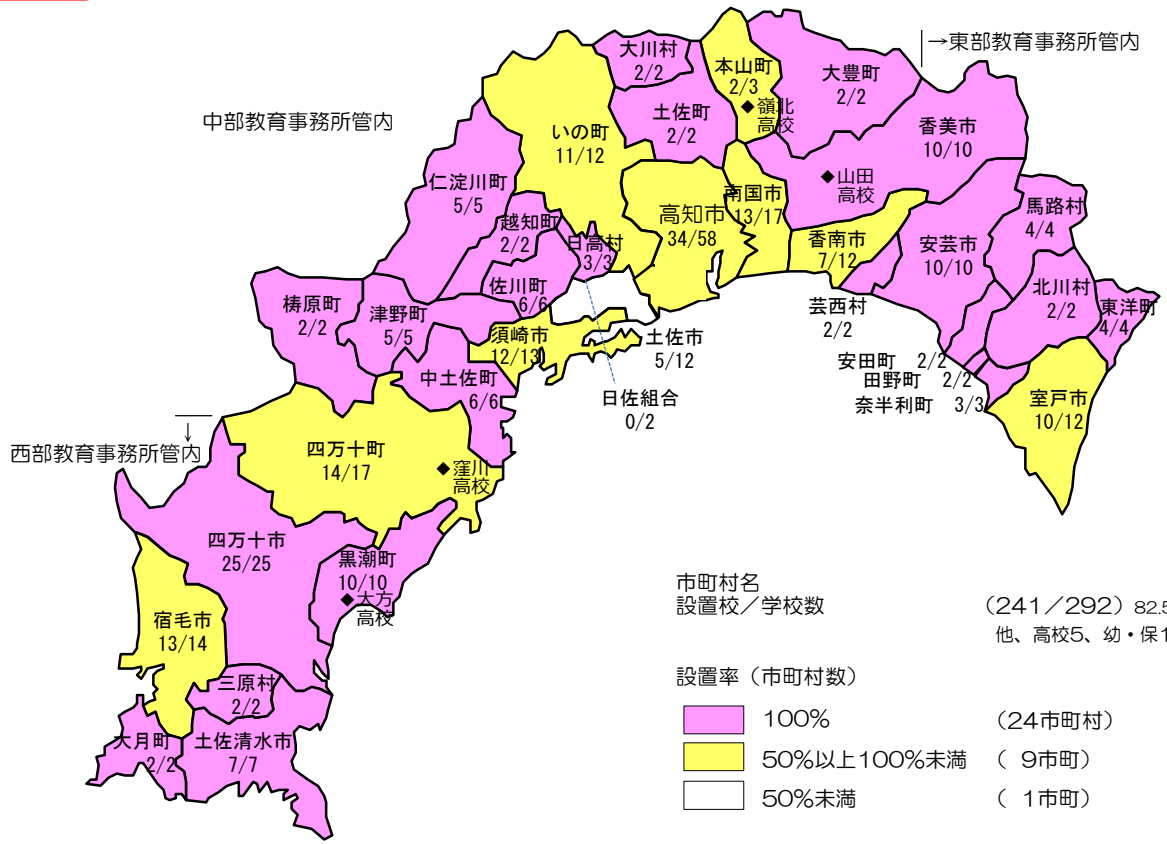 →東部教育事務所管内
中部教育事務所管内
西部教育事務所管内
↓
大川村
2/2
本山町
2/3
◆嶺北
高校
大豊町
2/2
土佐町
2/2
いの町
11/12
香美市
10/10
◆山田
高校
仁淀川町
5/5
南国市
13/17
高知市
34/58
馬路村
4/4
越知町
2/2
日高村
3/3
香南市
7/12
安芸市
10/10
佐川町
6/6
北川村
2/2
東洋町
4/4
梼原町
2/2
津野町
5/5
芸西村
2/2
須崎市
12/13
土佐市
5/12
安田町 2/2
田野町 2/2
奈半利町 3/3
中土佐町
6/6
日佐組合
0/2
室戸市
10/12
四万十町
14/17
◆窪川
高校
四万十市
25/25
黒潮町
10/10
◆大方
高校
宿毛市
13/14
三原村
2/2
大月町
2/2
土佐清水市
7/7
市町村名
設置校/学校数 (241/292) 82.5
他、高校5、幼・保1
設置率(市町村数)
100% (24市町村)
50%以上100%未満 ( 9市町)
50%未満 ( 1市町)